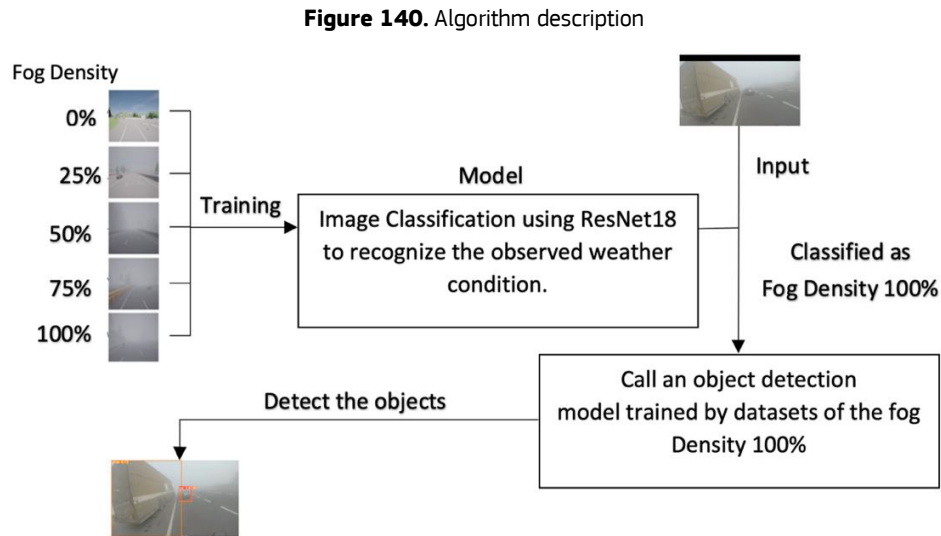 Figure 140. Algorithm description
Fog Density
0%
25%
50%
75%
100%
Training
Model
Image Classification using ResNet18
to recognize the observed weather
condition.
Input
Classified as
Fog Density 100%
Call an object detection
model trained by datasets of the fog
Density 100%
Detect the objects